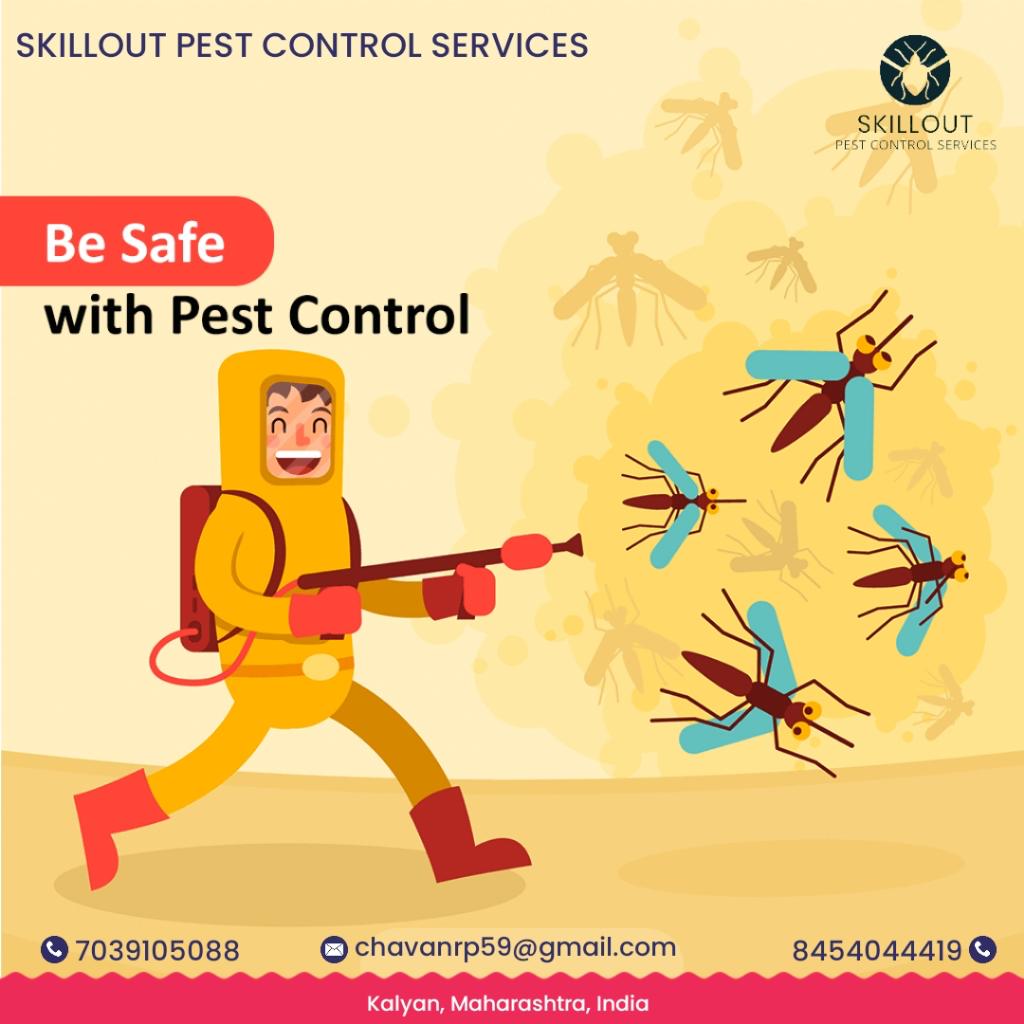 SKILLOUT PEST CONTROL SERVICES
SKILLOUT
PEST CONTROL SERVICES
Be Safe
with Pest Control
7039105088
chavanrp59@gmail.com
8454044419
Kalyan, Maharashtra, India